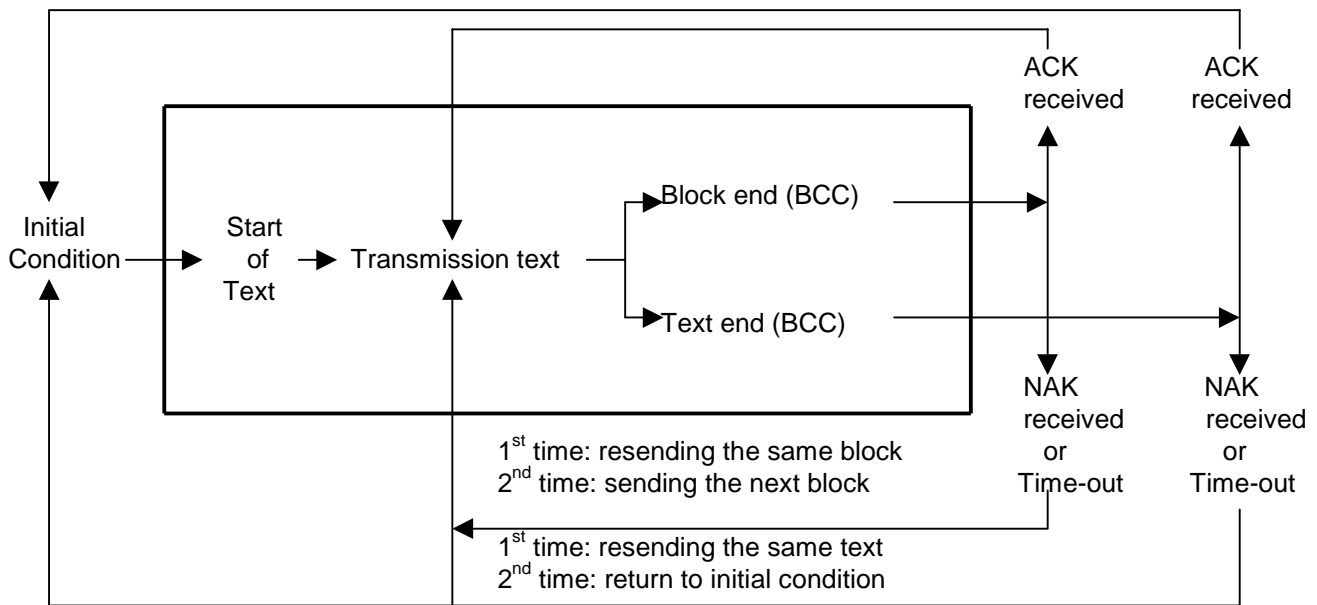 ACK
received
ACK
received
Initial
Condition
Start
of
Text
Transmission text
Block end (BCC)
Text end (BCC)
NAK
received
or
Time-out
NAK
received
or
Time-out
1st time: resending the same block
2nd time: sending the next block
1st time: resending the same text
2nd time: return to initial condition